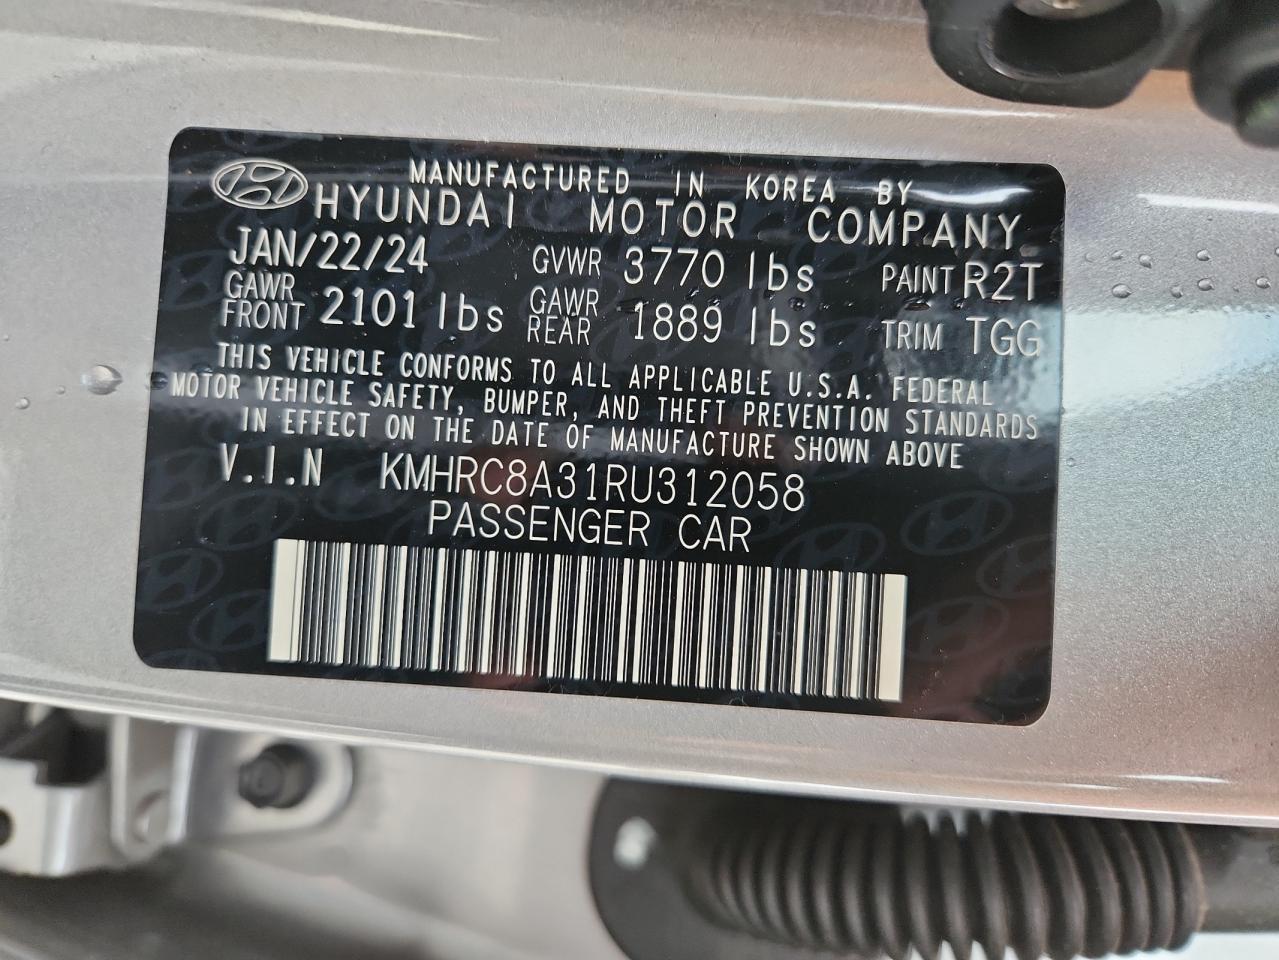 MANUFACTURED IN KOREA BY
HYUNDAI MOTOR COMPANY
JAN/22/24 GVWR 3770 lbs PAINT R2T
GAWR FRONT 2101 lbs GAWR REAR 1889 lbs TRIM TGG
THIS VEHICLE CONFORMS TO ALL APPLICABLE U.S.A. FEDERAL
MOTOR VEHICLE SAFETY, BUMPER, AND THEFT PREVENTION STANDARDS
IN EFFECT ON THE DATE OF MANUFACTURE SHOWN ABOVE
V.I.N KMHRC8A31RU312058
PASSENGER CAR